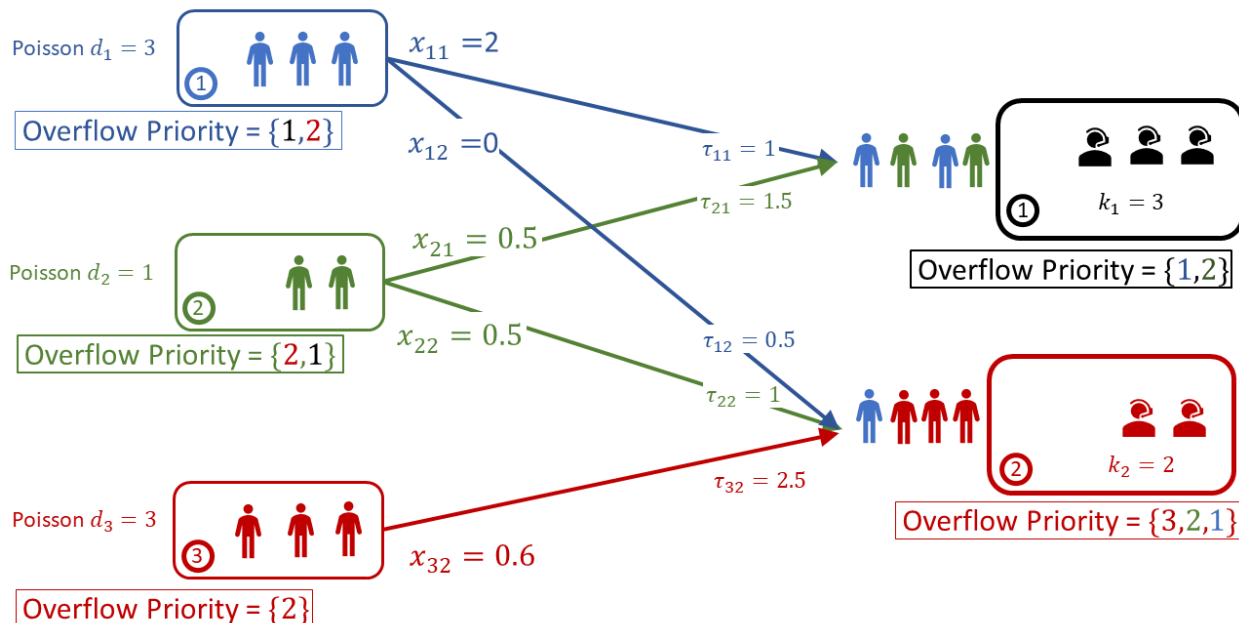 Poisson d₁ = 3
x₁₁ =2
①
Overflow Priority = {1,2}
x₁₂ =0
τ₁₁ = 1
τ₂₁ = 1.5
k₁ = 3
①
x₂₁ = 0.5
Overflow Priority = {1,2}
Poisson d₂ = 1
②
x₂₂ = 0.5
Overflow Priority = {2,1}
τ₁₂ = 0.5
τ₂₂ = 1
k₂ = 2
②
τ₃₂ = 2.5
Overflow Priority = {3,2,1}
Poisson d₃ = 3
③
x₃₂ = 0.6
Overflow Priority = {2}